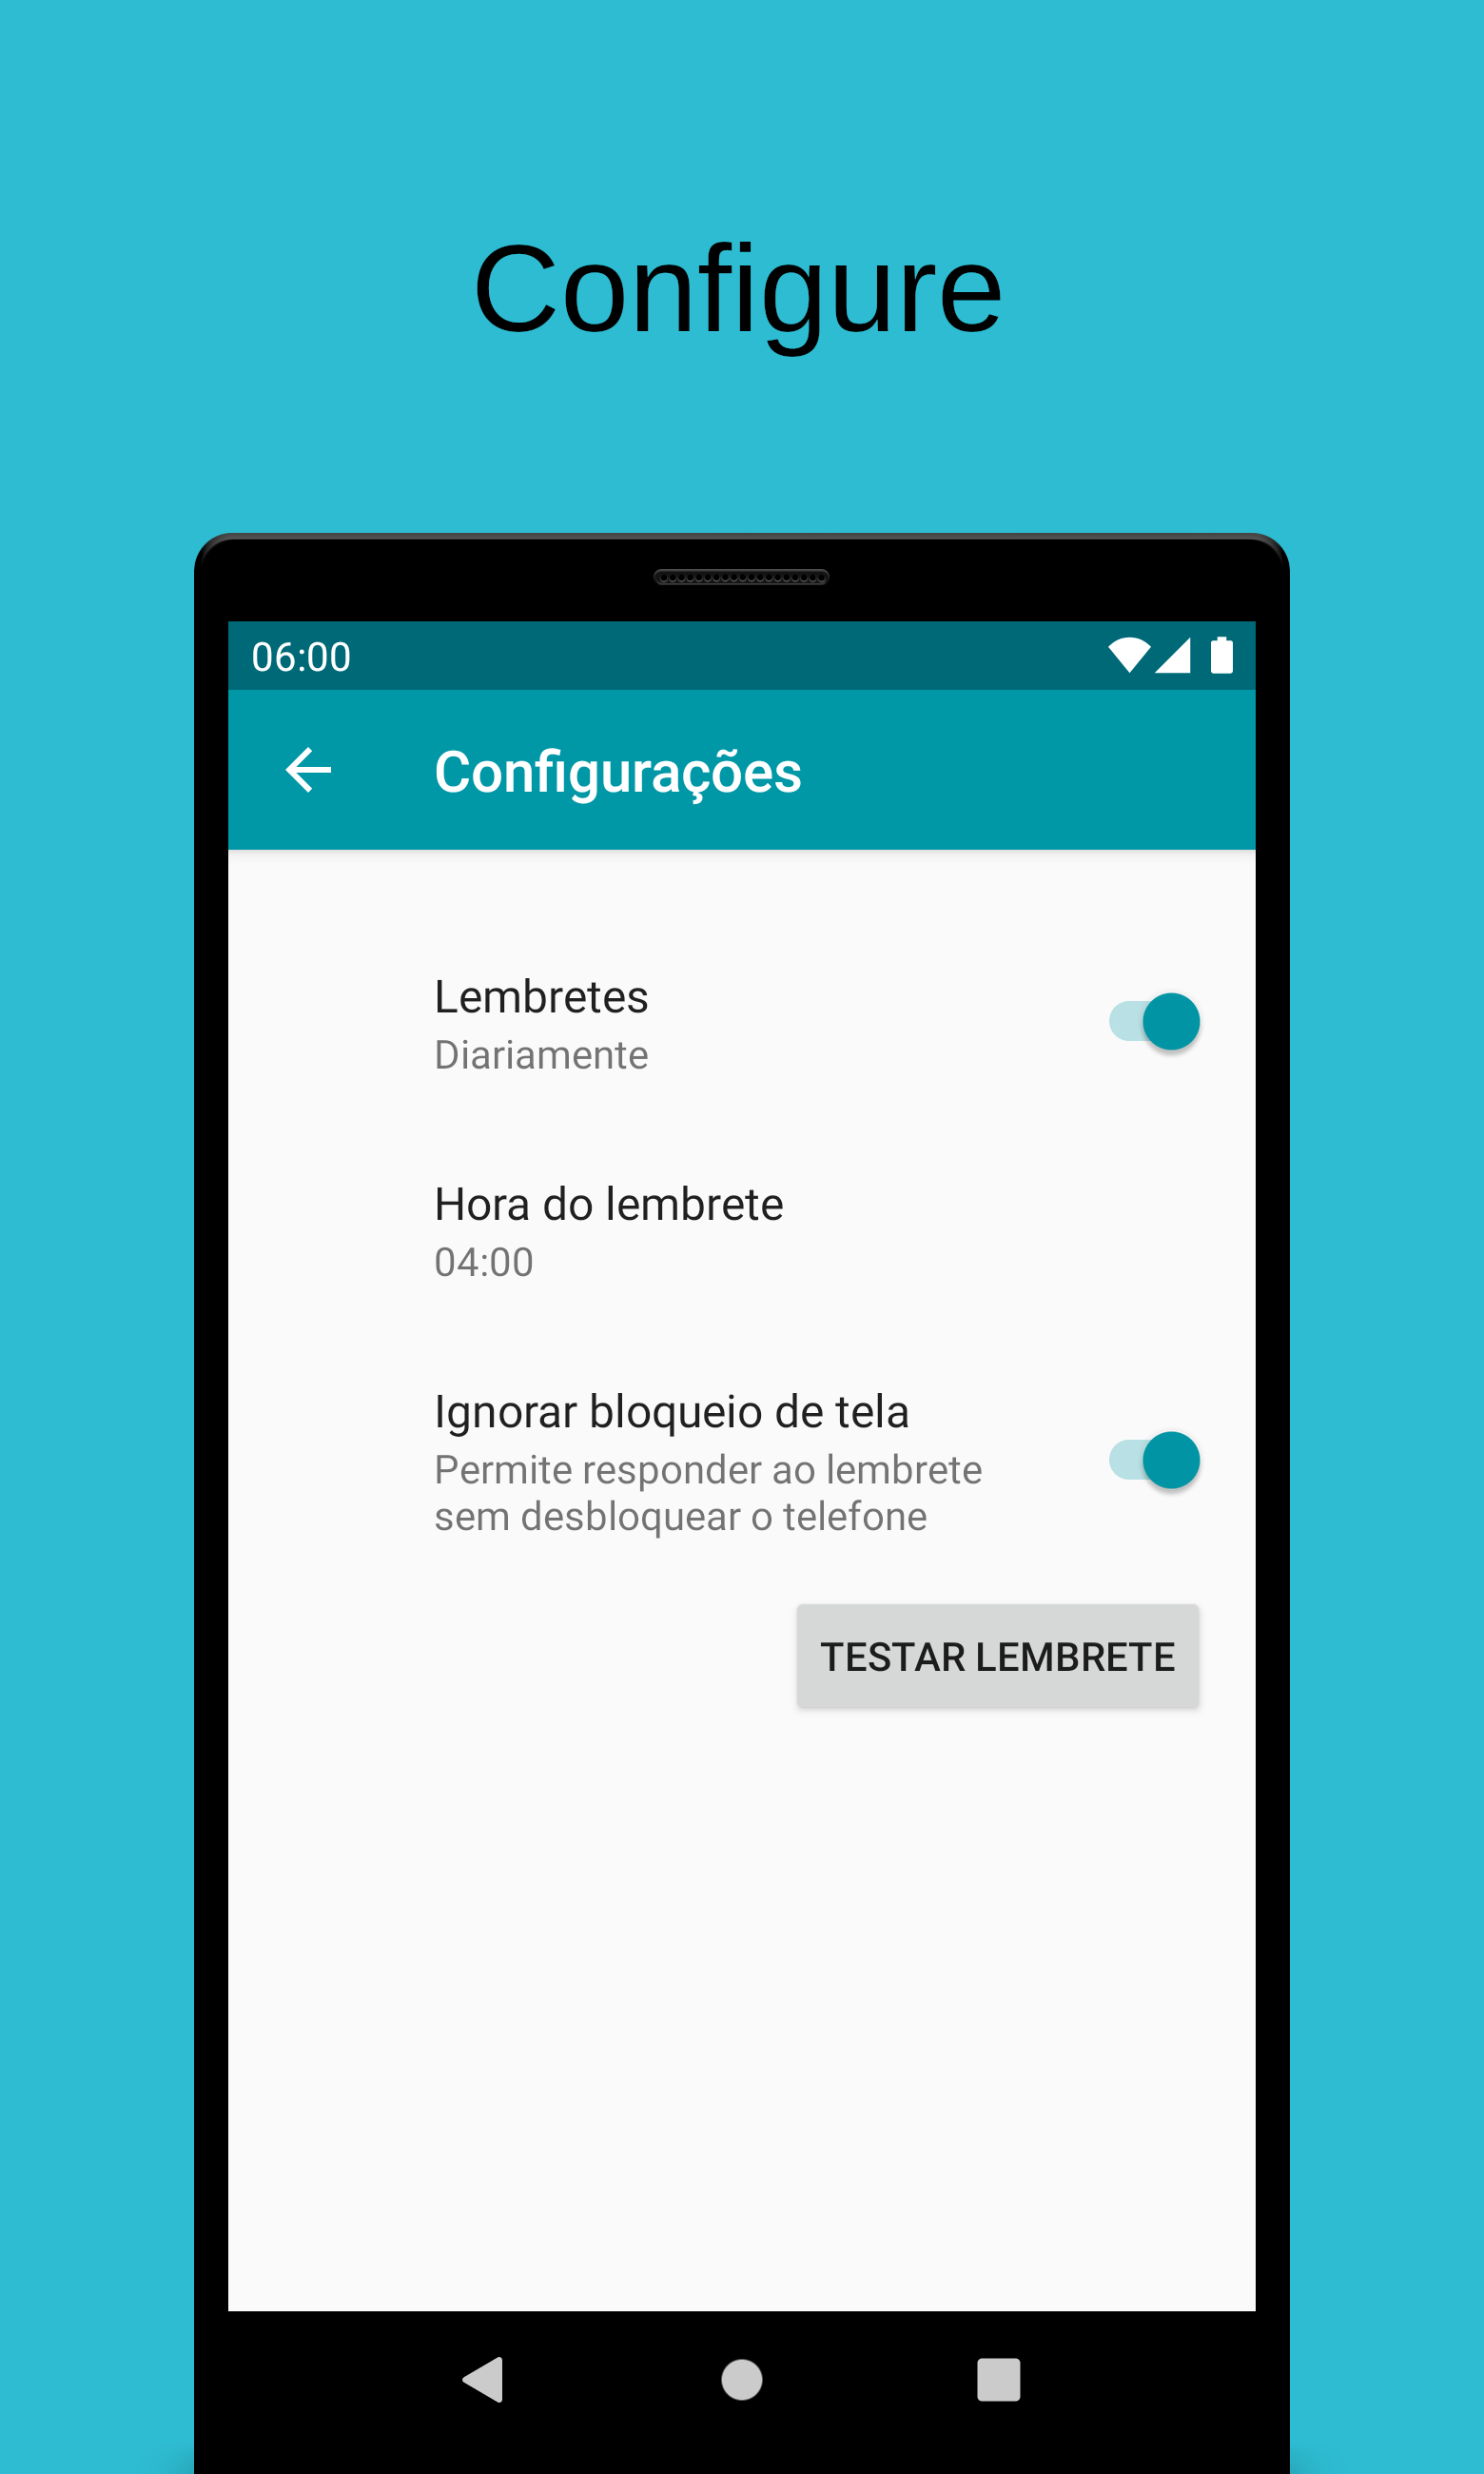 Configure
06:00
Configurações
Lembretes
Diariamente
Hora do lembrete
04:00
Ignorar bloqueio de tela
Permite responder ao lembrete
sem desbloquear o telefone
TESTAR LEMBRETE